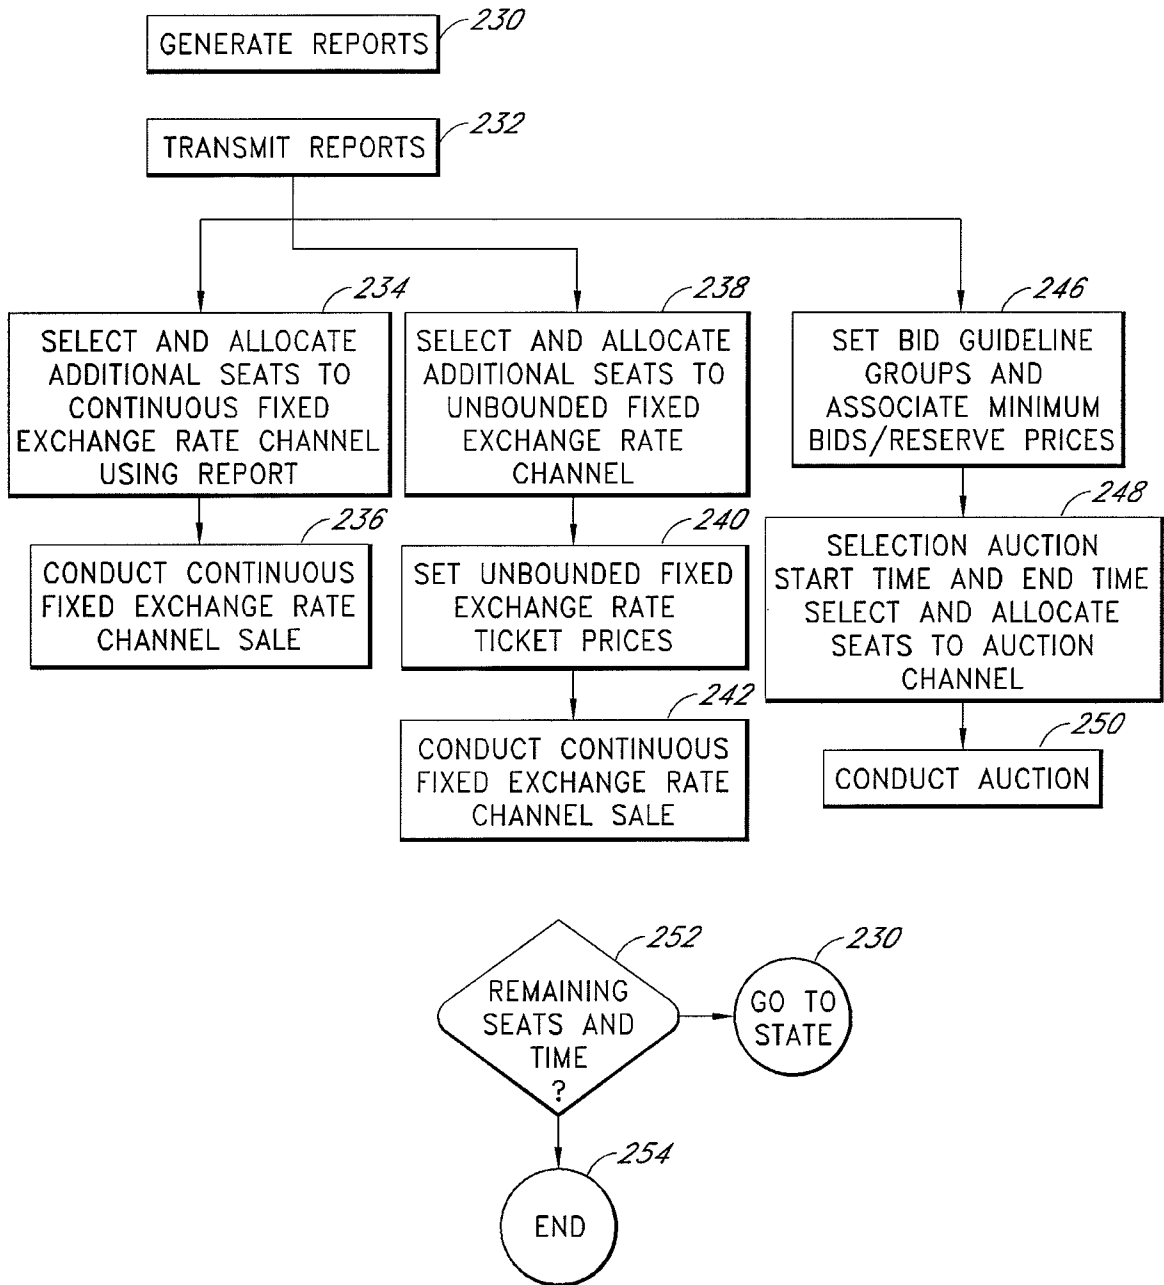 230
GENERATE REPORTS
232
TRANSMIT REPORTS
234
SELECT AND ALLOCATE
ADDITIONAL SEATS TO
CONTINUOUS FIXED
EXCHANGE RATE CHANNEL
USING REPORT
236
CONDUCT CONTINUOUS
FIXED EXCHANGE RATE
CHANNEL SALE
238
SELECT AND ALLOCATE
ADDITIONAL SEATS TO
UNBOUNDED FIXED
EXCHANGE RATE
CHANNEL
240
SET UNBOUNDED FIXED
EXCHANGE RATE
TICKET PRICES
242
CONDUCT CONTINUOUS
FIXED EXCHANGE RATE
CHANNEL SALE
246
SET BID GUIDELINE
GROUPS AND
ASSOCIATE MINIMUM
BIDS/RESERVE PRICES
248
SELECTION AUCTION
START TIME AND END TIME
SELECT AND ALLOCATE
SEATS TO AUCTION
CHANNEL
250
CONDUCT AUCTION
252
REMAINING
SEATS AND
TIME
?
230
GO TO
STATE
254
END